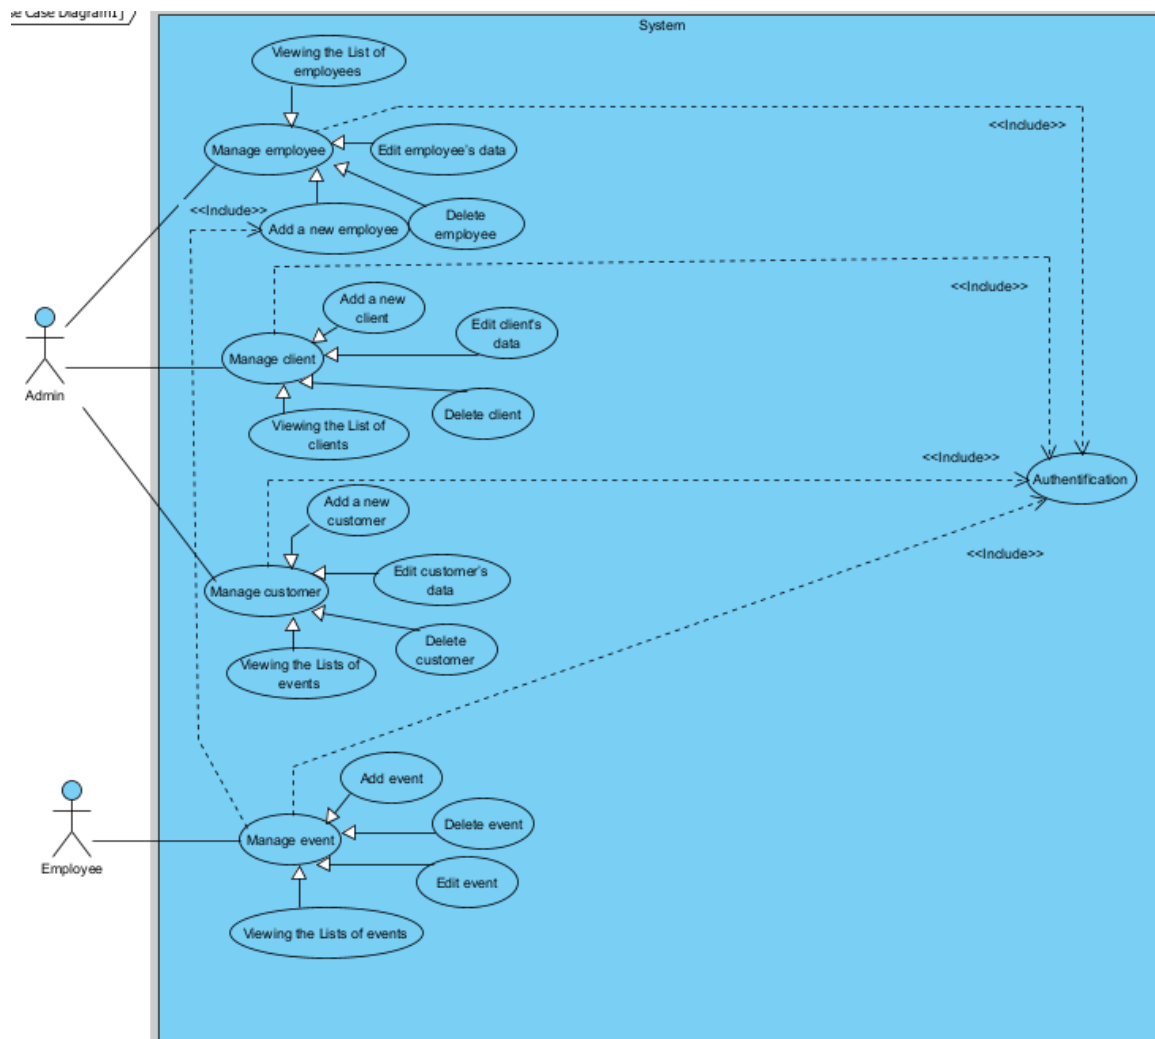 se Case Diagram1]
System
Viewing the List of
employees
<<Include>>
Manage employee
Edit employee's data
<<Include>>
Add a new employee
Delete
employee
<<Include>>
Add a new
client
Edit client's
data
Manage client
Admin
Delete client
Viewing the List of
clients
<<Include>>
Authentification
Add a new
customer
<<Include>>
Edit customer's
data
Manage customer
Delete
customer
Viewing the Lists of
events
Add event
Delete event
Manage event
Employee
Edit event
Viewing the Lists of events